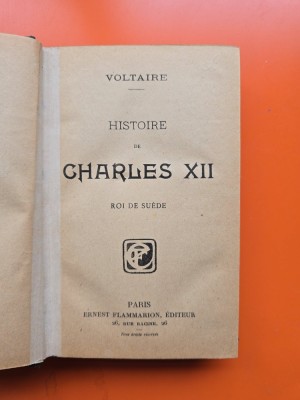 VOLTAIRE
HISTOIRE
DE
CHARLES XII
ROI DE SUÈDE
PARIS
ERNEST FLAMMARION, ÉDITEUR
26, RUE RACINE, 26